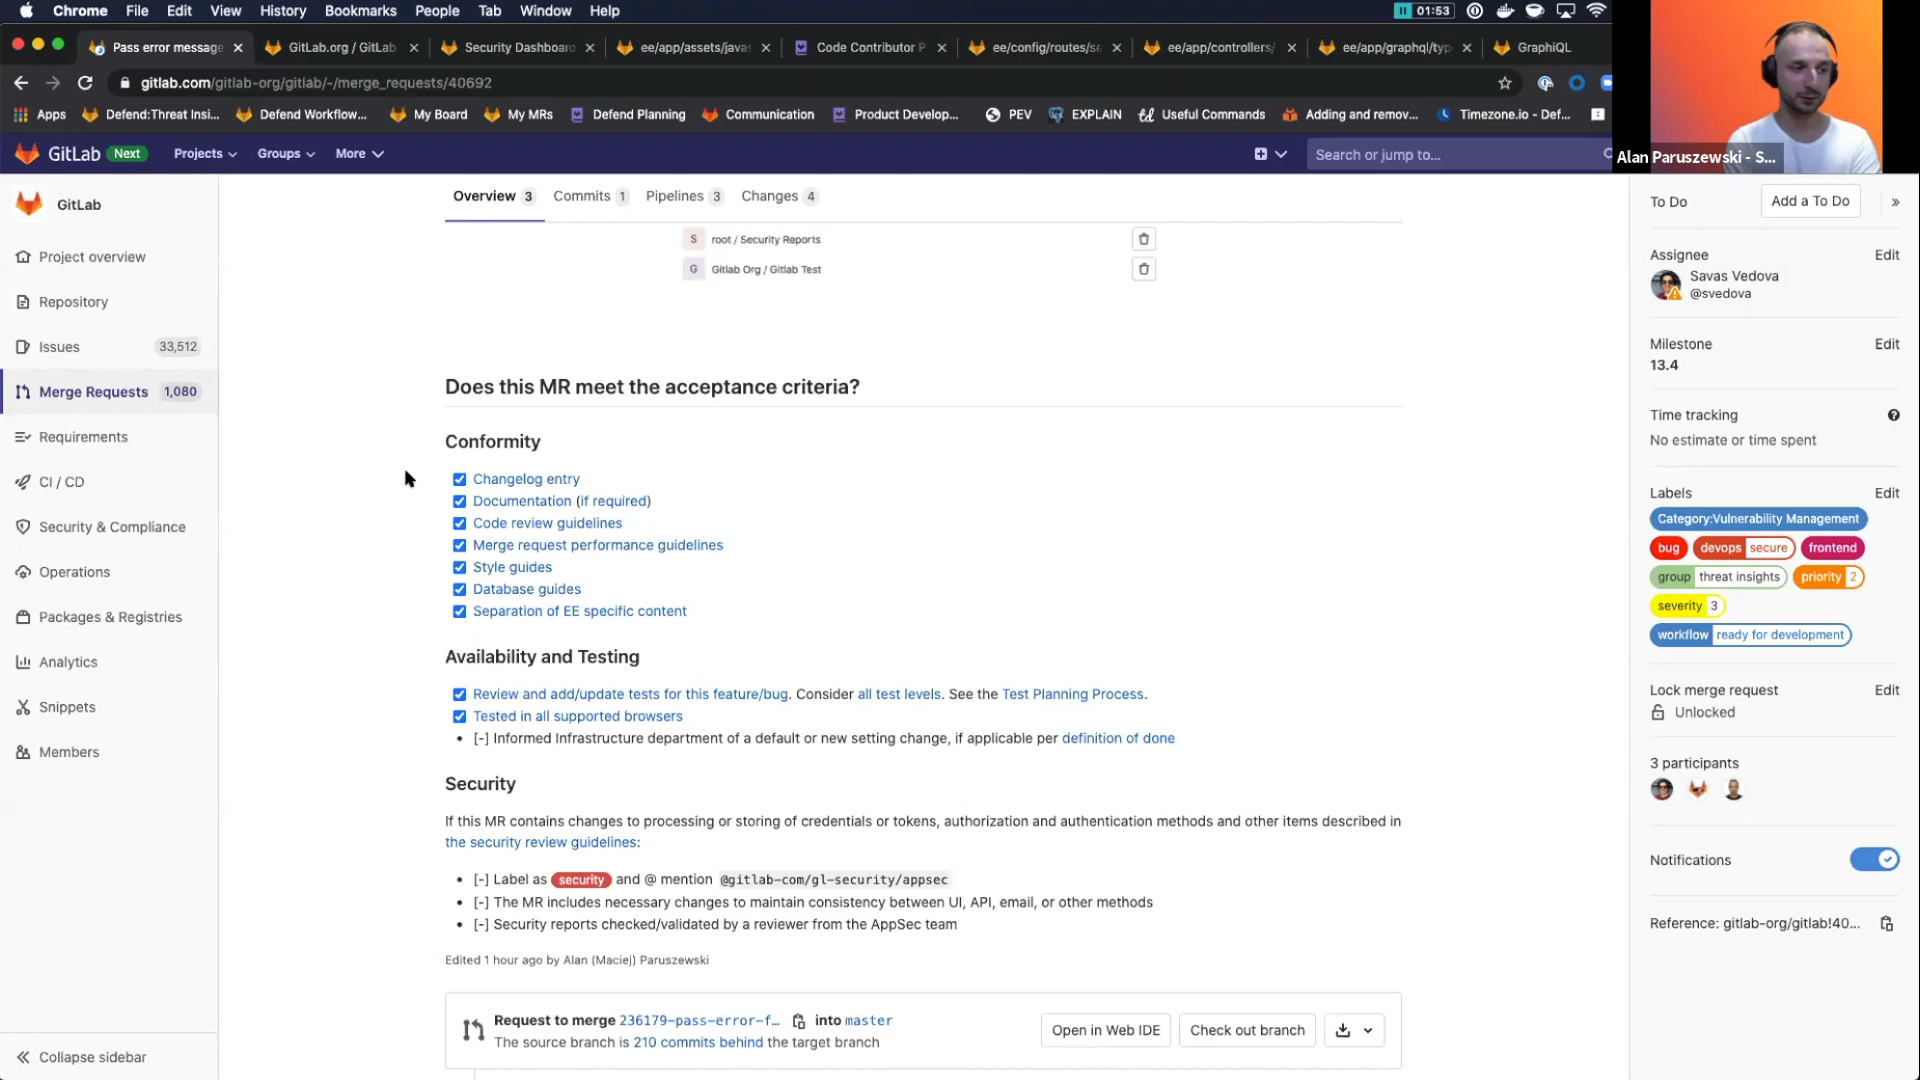 Chrome File Edit View History Bookmarks People Tab Window Help
01:53
Pass error message
GitLab.org / GitLab
Security Dashboard
ee/app/assets/javas
Code Contributor P
ee/config/routes/se
ee/app/controllers/
ee/app/graphql/typ
GraphiQL
gitlab.com/gitlab-org/gitlab/-/merge_requests/40692
Apps Defend:Threat Insi... Defend Workflow... My Board My MRs Defend Planning Communication Product Develop... PEV EXPLAIN Useful Commands Adding and remov... Timezone.io - Def...
GitLab Next Projects Groups More Search or jump to...
Alan Paruszewski - S...
GitLab
Project overview
Repository
Issues 33,512
Merge Requests 1,080
Requirements
CI / CD
Security & Compliance
Operations
Packages & Registries
Analytics
Snippets
Members
Collapse sidebar
Overview 3 Commits 1 Pipelines 3 Changes 4
S root / Security Reports
G Gitlab Org / Gitlab Test
Does this MR meet the acceptance criteria?
Conformity
Changelog entry
Documentation (if required)
Code review guidelines
Merge request performance guidelines
Style guides
Database guides
Separation of EE specific content
Availability and Testing
Review and add/update tests for this feature/bug. Consider all test levels. See the Test Planning Process.
Tested in all supported browsers
• [-] Informed Infrastructure department of a default or new setting change, if applicable per definition of done
Security
If this MR contains changes to processing or storing of credentials or tokens, authorization and authentication methods and other items described in
the security review guidelines:
• [-] Label as security and @ mention @gitlab-com/gl-security/appsec
• [-] The MR includes necessary changes to maintain consistency between UI, API, email, or other methods
• [-] Security reports checked/validated by a reviewer from the AppSec team
Edited 1 hour ago by Alan (Maciej) Paruszewski
Request to merge 236179-pass-error-f... into master
The source branch is 210 commits behind the target branch
Open in Web IDE
Check out branch
To Do
Add a To Do
Assignee Edit
Savas Vedova
@svedova
Milestone Edit
13.4
Time tracking
No estimate or time spent
Labels Edit
Category:Vulnerability Management
bug devops secure frontend
group threat insights priority 2
severity 3
workflow ready for development
Lock merge request Edit
Unlocked
3 participants
Notifications
Reference: gitlab-org/gitlab!40...